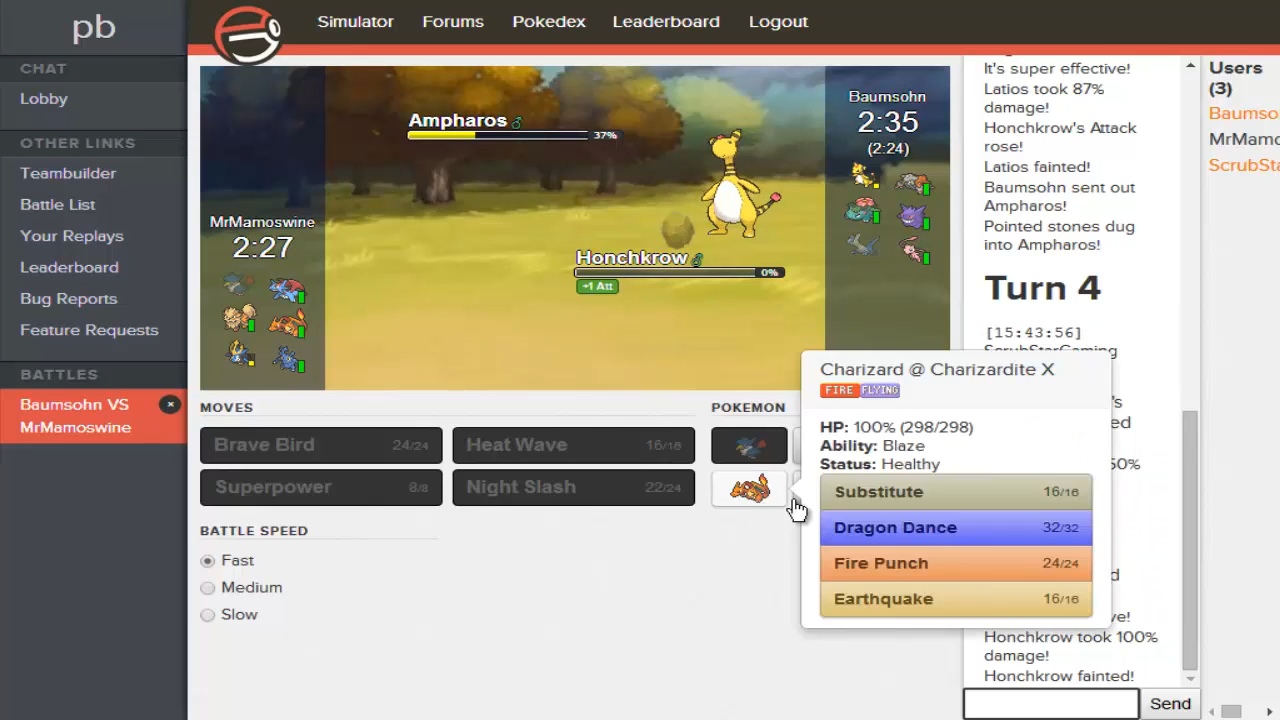 pb
Simulator
Forums
Pokedex
Leaderboard
Logout
CHAT
Lobby
OTHER LINKS
Teambuilder
Battle List
Your Replays
Leaderboard
Bug Reports
Feature Requests
BATTLES
Baumsohn VS
MrMamoswine
×
MrMamoswine
2:27
Ampharos ♂
37%
Honchkrow ♂
0%
+1 Att
Baumsohn
2:35
(2:24)
MOVES
Brave Bird 24/24
Heat Wave 16/16
Superpower 8/8
Night Slash 22/24
POKEMON
BATTLE SPEED
Fast
Medium
Slow
Charizard @ Charizardite X
FIRE FLYING
HP: 100% (298/298)
Ability: Blaze
Status: Healthy
Substitute 16/16
Dragon Dance 32/32
Fire Punch 24/24
Earthquake 16/16
It's super effective!
Latios took 87%
damage!
Honchkrow's Attack
rose!
Latios fainted!
Baumsohn sent out
Ampharos!
Pointed stones dug
into Ampharos!
Turn 4
[15:43:56]
ScrubStarGaming
50%
Honchkrow took 100%
damage!
Honchkrow fainted!
Send
Users
(3)
Baumso
MrMamo
ScrubSta